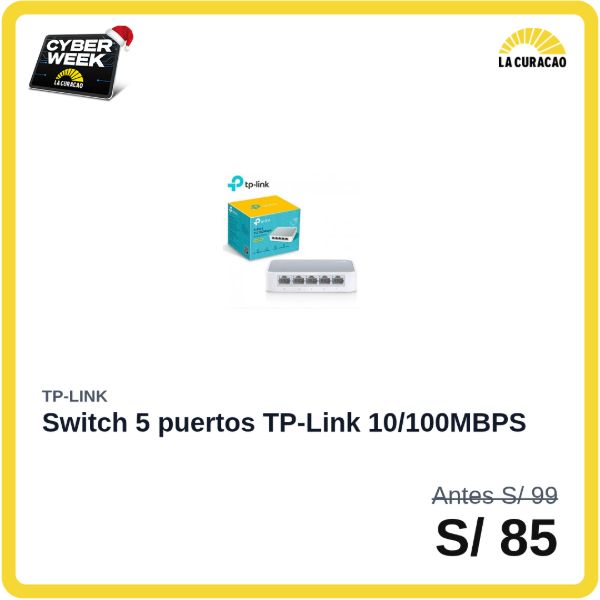 CYBER
WEEK
LA CURACAO
LA CURACAO
tp-link
TP-LINK
Switch 5 puertos TP-Link 10/100MBPS
Antes S/ 99
S/ 85